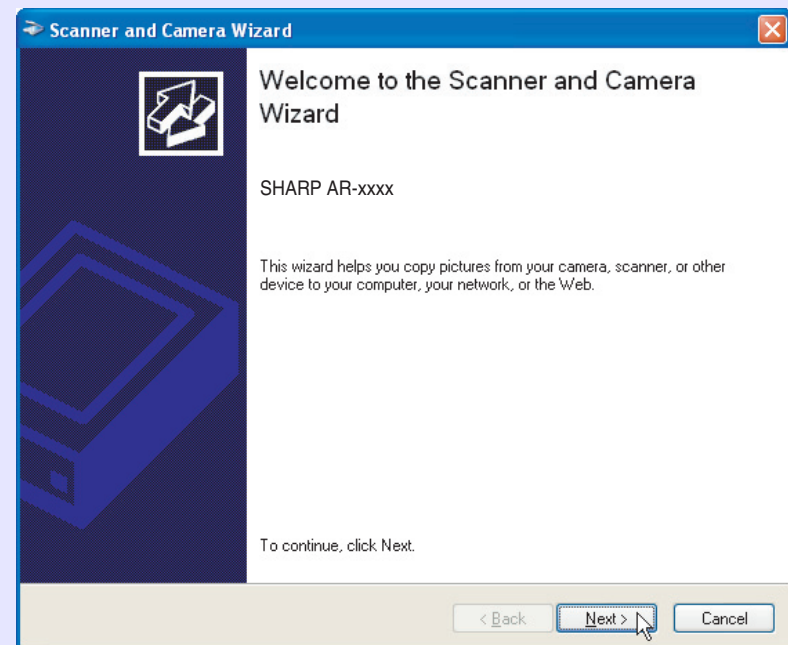 Scanner and Camera Wizard
Welcome to the Scanner and Camera
Wizard
SHARP AR-xxxx
This wizard helps you copy pictures from your camera, scanner, or other
device to your computer, your network, or the Web.
To continue, click Next.
< Back Next > Cancel